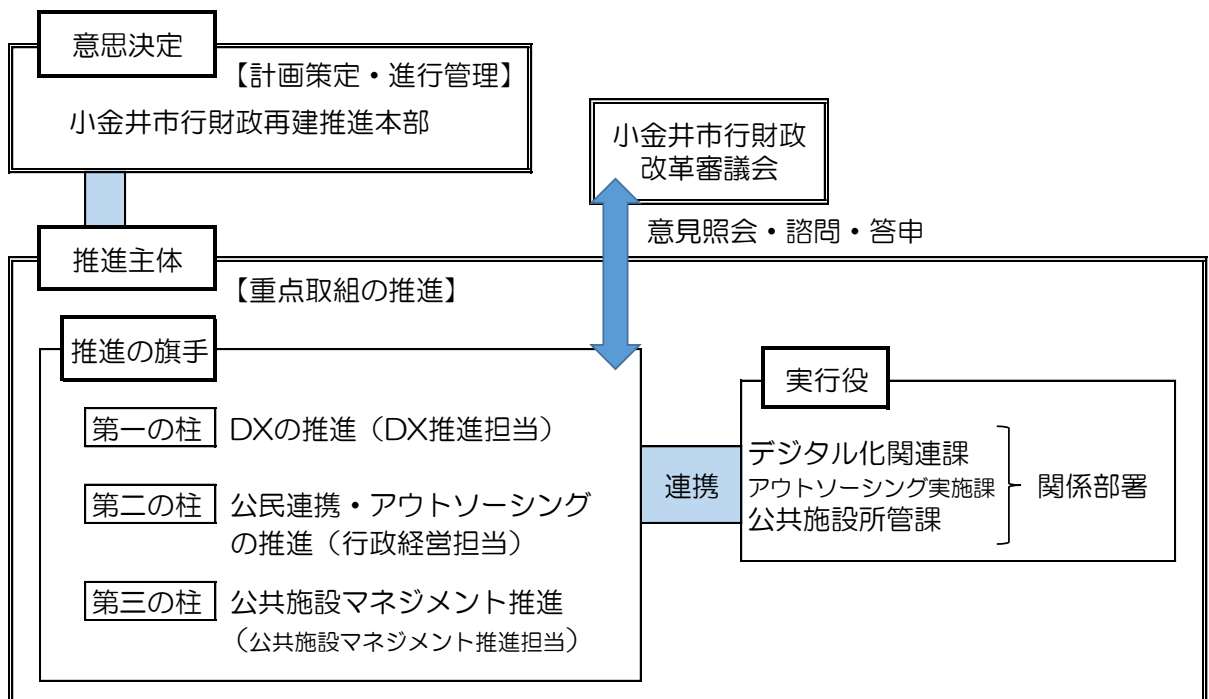 意思決定
【計画策定・進行管理】
小金井市行財政再建推進本部
小金井市行財政
改革審議会
意見照会・諮問・答申
推進主体
【重点取組の推進】
推進の旗手
第一の柱 DXの推進（DX推進担当）
第二の柱 公民連携・アウトソーシング
の推進（行政経営担当）
第三の柱 公共施設マネジメント推進
（公共施設マネジメント推進担当）
連携
実行役
デジタル化関連課
アウトソーシング実施課
公共施設所管課
関係部署